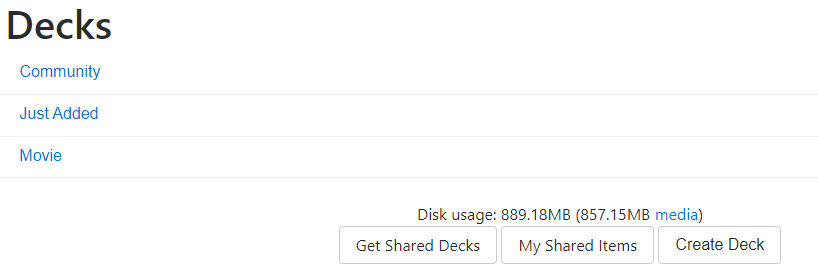 Decks
Community
Just Added
Movie
Disk usage: 889.18MB (857.15MB media)
Get Shared Decks My Shared Items Create Deck